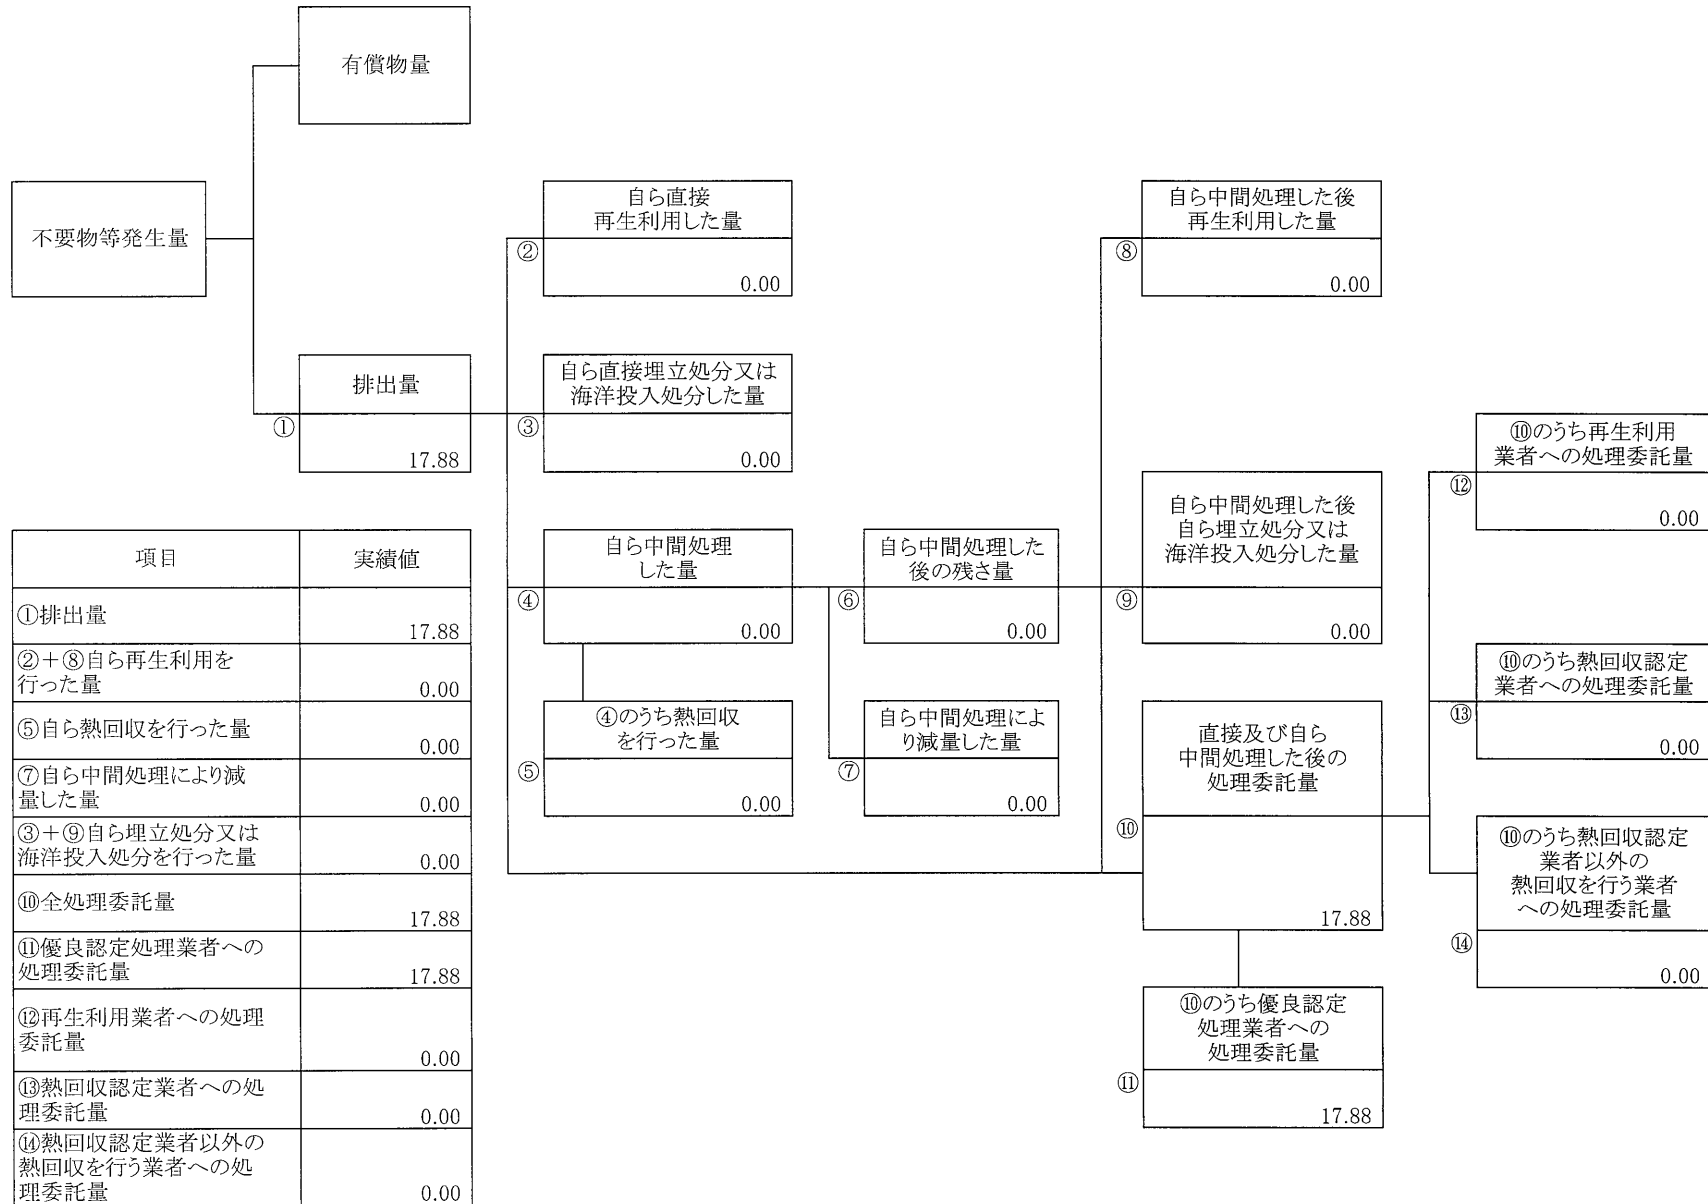 有償物量
不要物等発生量
自ら直接
再生利用した量
②
0.00
自ら中間処理した後
再生利用した量
⑧
0.00
排出量
①
17.88
自ら直接埋立処分又は
海洋投入処分した量
③
0.00
自ら中間処理
した量
④
0.00
自ら中間処理した
後の残さ量
⑥
0.00
自ら中間処理した後
自ら埋立処分又は
海洋投入処分した量
⑨
0.00
④のうち熱回収
を行った量
⑤
0.00
自ら中間処理によ
り減量した量
⑦
0.00
直接及び自ら
中間処理した後の
処理委託量
⑩
17.88
⑩のうち優良認定
処理業者への
処理委託量
⑪
17.88
⑩のうち再生利用
業者への処理委託量
⑫
0.00
⑩のうち熱回収認定
業者への処理委託量
⑬
0.00
⑩のうち熱回収認定
業者以外の
熱回収を行う業者
への処理委託量
⑭
0.00
項目 実績値
①排出量
17.88
②+⑧自ら再生利用を
行った量
0.00
⑤自ら熱回収を行った量
0.00
⑦自ら中間処理により減
量した量
0.00
③+⑨自ら埋立処分又は
海洋投入処分を行った量
0.00
⑩全処理委託量
17.88
⑪優良認定処理業者への
処理委託量
17.88
⑫再生利用業者への処理
委託量
0.00
⑬熱回収認定業者への処
理委託量
0.00
⑭熱回収認定業者以外の
熱回収を行う業者への処
理委託量
0.00